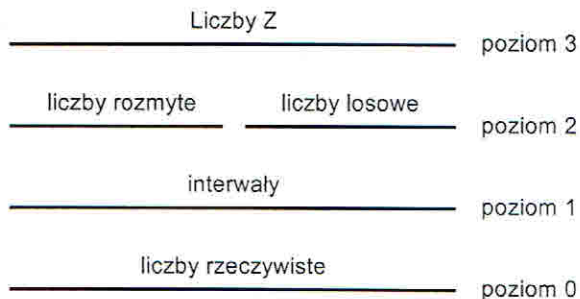 Liczby Z
poziom 3
liczby rozmyte liczby losowe
poziom 2
interwały
poziom 1
liczby rzeczywiste
poziom 0